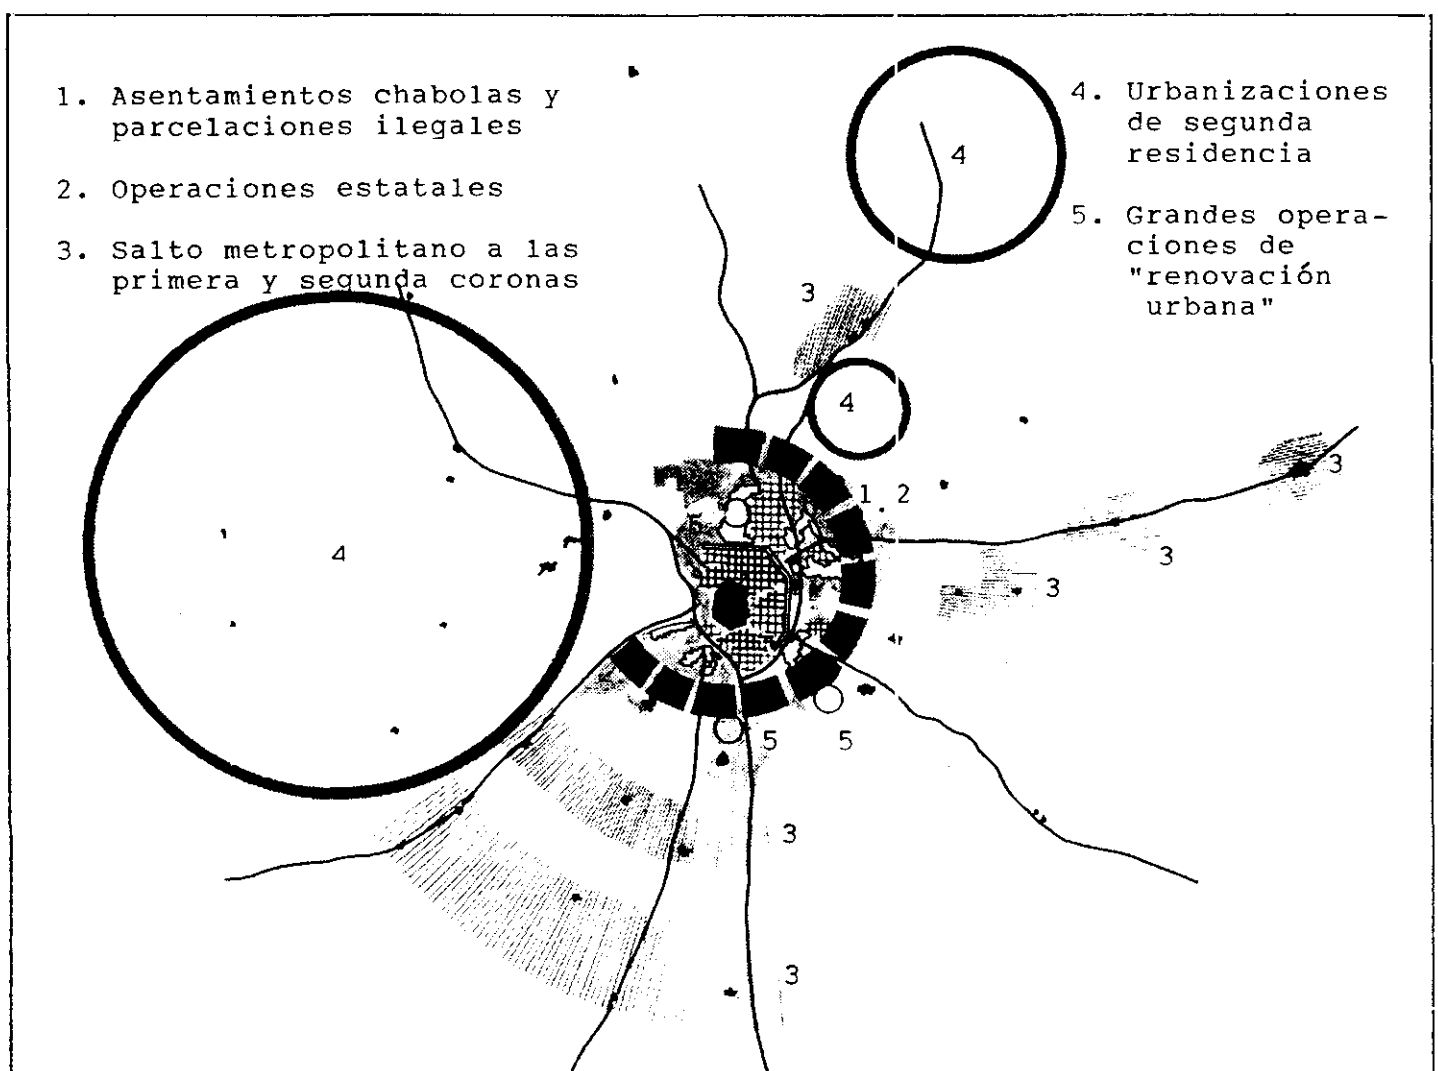 1. Asentamientos chabolas y
parcelaciones ilegales
2. Operaciones estatales
3. Salto metropolitano a las
primera y segunda coronas
4. Urbanizaciones
de segunda
residencia
5. Grandes opera-
ciones de
"renovación
urbana"
4
3
4
1 2
3
4
3
3
5 5
3
3